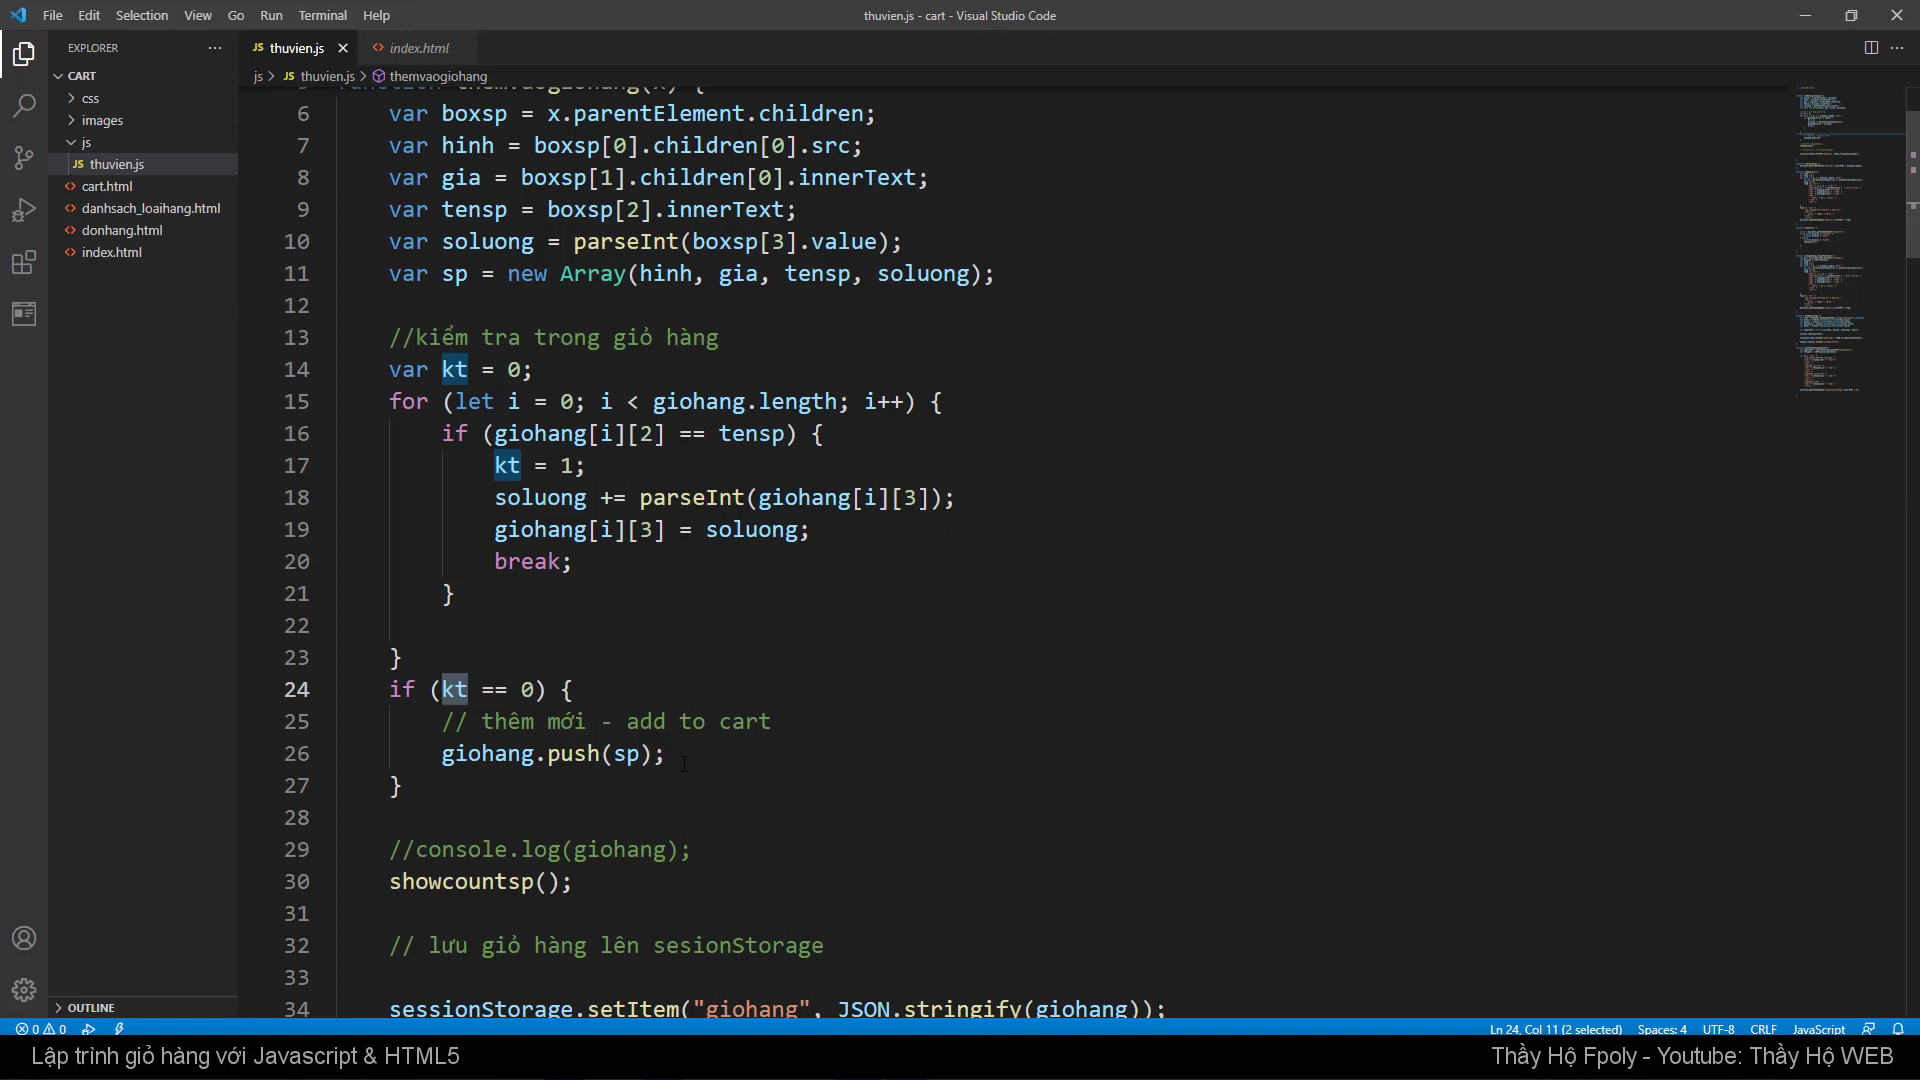 File Edit Selection View Go Run Terminal Help
thuvien.js - cart - Visual Studio Code
EXPLORER
CART
css
images
js
JS thuvien.js
cart.html
danhsach_loaihang.html
donhang.html
index.html
OUTLINE
JS thuvien.js
index.html
js > JS thuvien.js > themvaogiohang
6 var boxsp = x.parentElement.children;
7 var hinh = boxsp[0].children[0].src;
8 var gia = boxsp[1].children[0].innerText;
9 var tensp = boxsp[2].innerText;
10 var soluong = parseInt(boxsp[3].value);
11 var sp = new Array(hinh, gia, tensp, soluong);
12
13 //kiểm tra trong giỏ hàng
14 var kt = 0;
15 for (let i = 0; i < giohang.length; i++) {
16 if (giohang[i][2] == tensp) {
17 kt = 1;
18 soluong += parseInt(giohang[i][3]);
19 giohang[i][3] = soluong;
20 break;
21 }
22
23 }
24 if (kt == 0) {
25 // thêm mới - add to cart
26 giohang.push(sp);
27 }
28
29 //console.log(giohang);
30 showcountsp();
31
32 // lưu giỏ hàng lên sesionStorage
33
34 sessionStorage.setItem("giohang", JSON.stringify(giohang));
0 0
Ln 24, Col 11 (2 selected) Spaces: 4 UTF-8 CRLF JavaScript
Lập trình giỏ hàng với Javascript & HTML5
Thầy Hộ Fpoly - Youtube: Thầy Hộ WEB